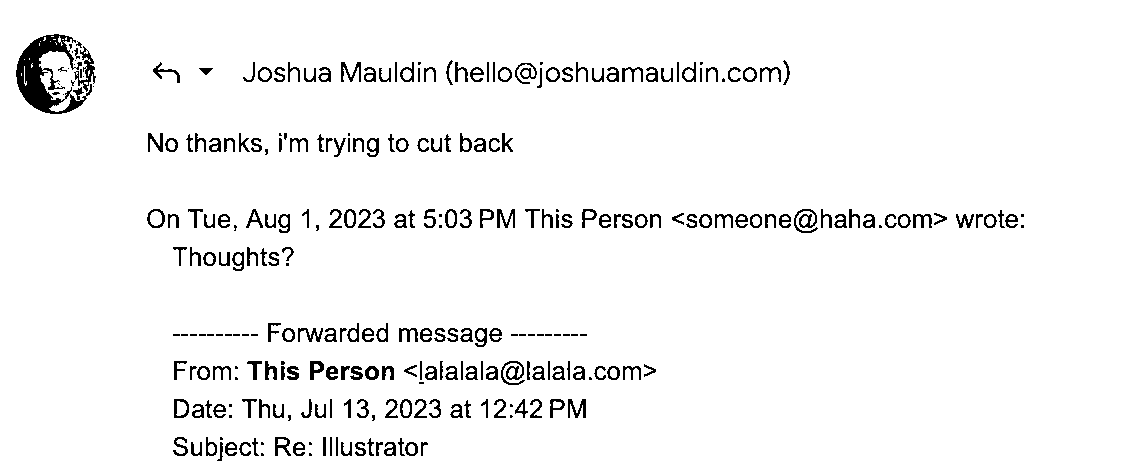 Joshua Mauldin (hello@joshuamauldin.com)
No thanks, i'm trying to cut back
On Tue, Aug 1, 2023 at 5:03 PM This Person <someone@haha.com> wrote:
Thoughts?
---------- Forwarded message ---------
From: This Person <lalalala@lalala.com>
Date: Thu, Jul 13, 2023 at 12:42 PM
Subject: Re: Illustrator